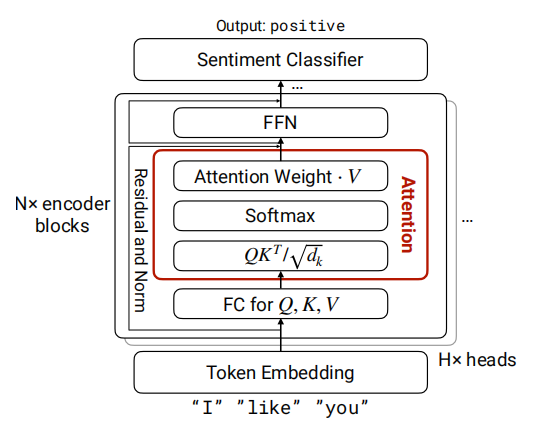 Output: positive
Sentiment Classifier
...
FFN
Attention Weight · V
Softmax
QK^T/√d_k
Attention
FC for Q, K, V
Residual and Norm
N× encoder
blocks
...
H× heads
Token Embedding
“I” ”like” ”you”